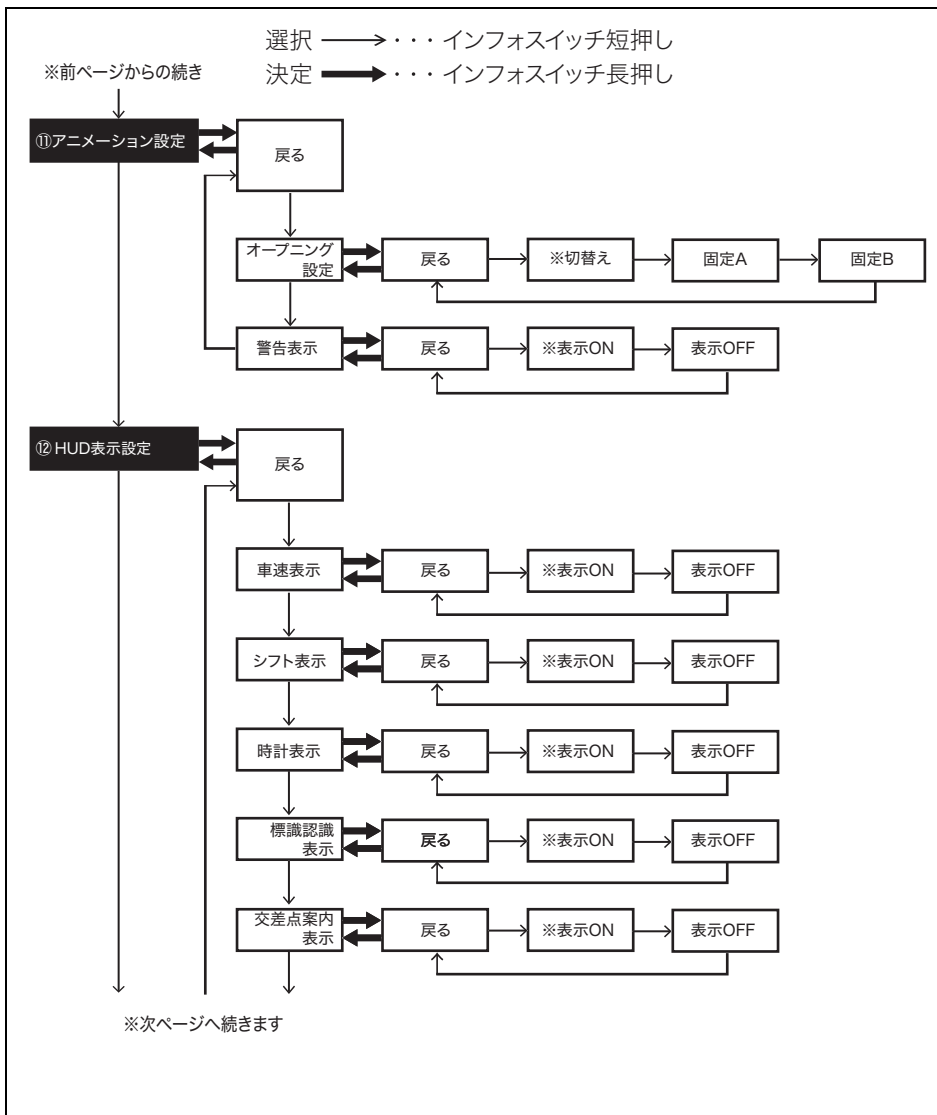 選択 ・・・インフォスイッチ短押し
※前ページからの続き
決定 ・・・インフォスイッチ長押し
⑪アニメーション設定
戻る
オープニング
設定
戻る
※切替え
固定A
固定B
警告表示
戻る
※表示ON
表示OFF
⑫HUD表示設定
戻る
車速表示
戻る
※表示ON
表示OFF
シフト表示
戻る
※表示ON
表示OFF
時計表示
戻る
※表示ON
表示OFF
標識認識
表示
戻る
※表示ON
表示OFF
交差点案内
表示
戻る
※表示ON
表示OFF
※次ページへ続きます